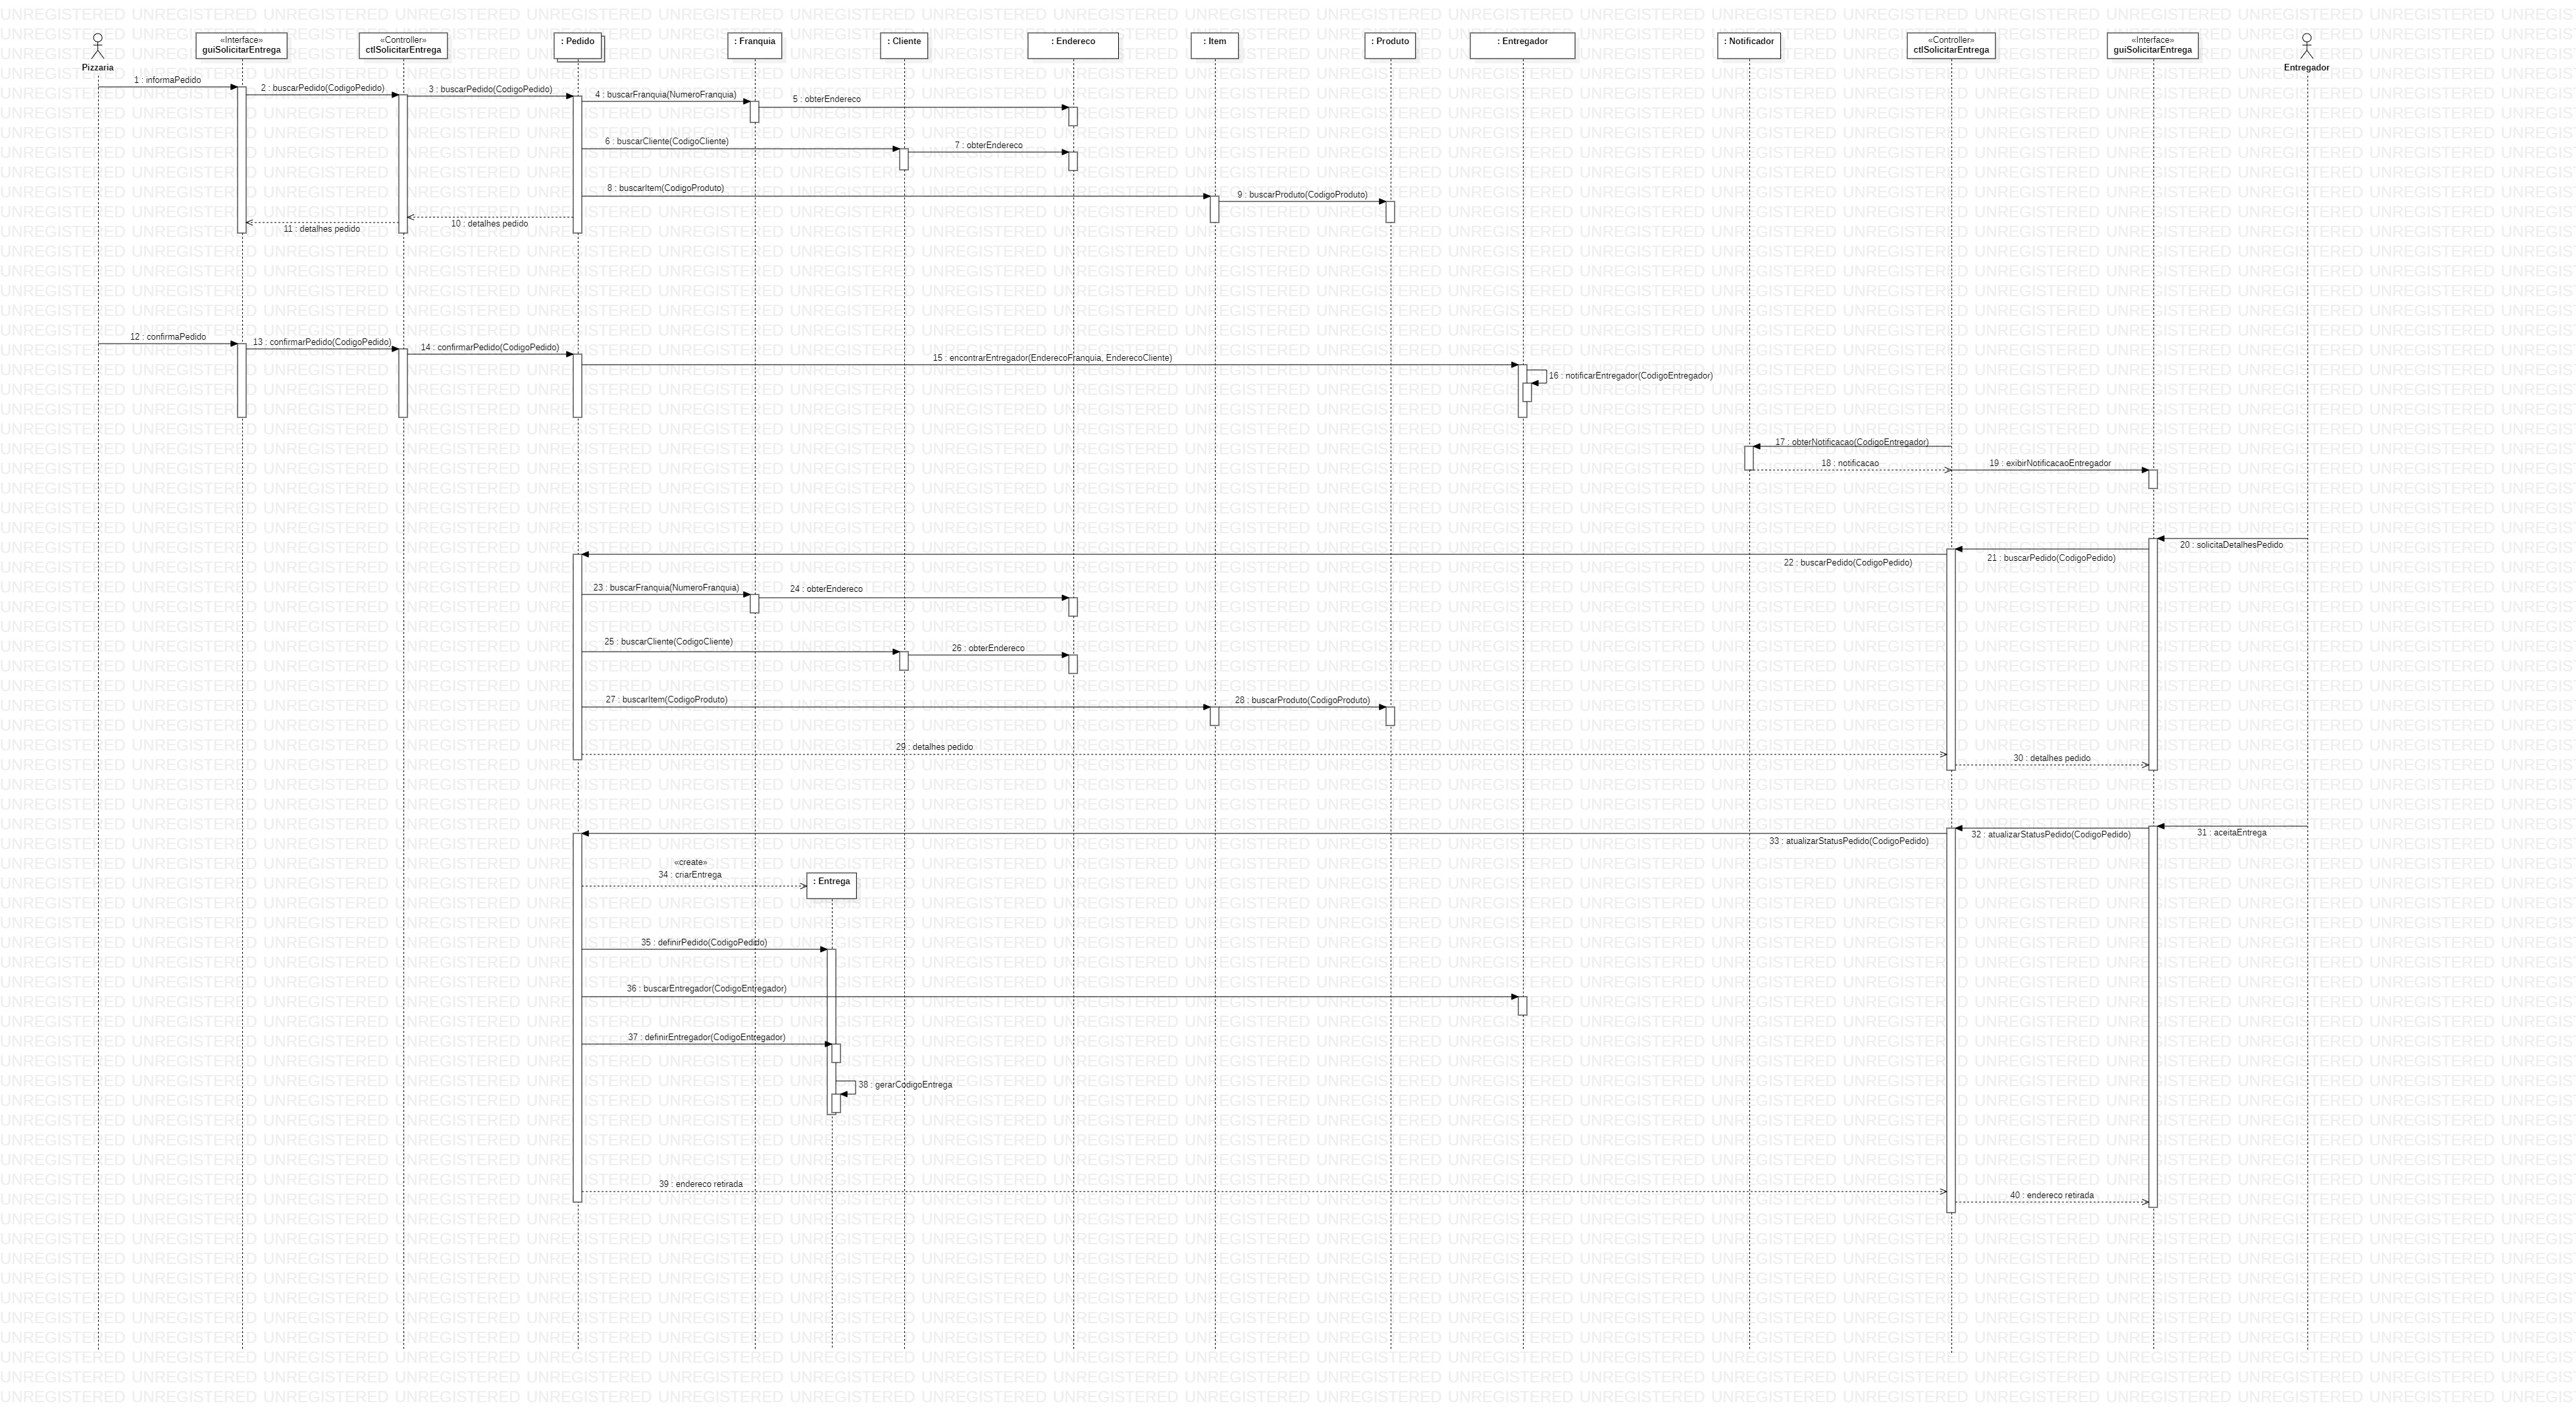 Pizzaria
«Interface»
guiSolicitarEntrega
«Controller»
ctlSolicitarEntrega
: Pedido
: Franquia
: Cliente
: Endereco
: Item
: Produto
: Entregador
: Notificador
«Controller»
ctlSolicitarEntrega
«Interface»
guiSolicitarEntrega
Entregador
1 : informaPedido
2 : buscarPedido(CodigoPedido)
3 : buscarPedido(CodigoPedido)
4 : buscarFranquia(NumeroFranquia)
5 : obterEndereco
6 : buscarCliente(CodigoCliente)
7 : obterEndereco
8 : buscarItem(CodigoProduto)
9 : buscarProduto(CodigoProduto)
10 : detalhes pedido
11 : detalhes pedido
12 : confirmaPedido
13 : confirmarPedido(CodigoPedido)
14 : confirmarPedido(CodigoPedido)
15 : encontrarEntregador(EnderecoFranquia, EnderecoCliente)
16 : notificarEntregador(CodigoEntregador)
17 : obterNotificacao(CodigoEntregador)
18 : notificacao
19 : exibirNotificacaoEntregador
20 : solicitaDetalhesPedido
21 : buscarPedido(CodigoPedido)
22 : buscarPedido(CodigoPedido)
23 : buscarFranquia(NumeroFranquia)
24 : obterEndereco
25 : buscarCliente(CodigoCliente)
26 : obterEndereco
27 : buscarItem(CodigoProduto)
28 : buscarProduto(CodigoProduto)
29 : detalhes pedido
30 : detalhes pedido
31 : aceitaEntrega
32 : atualizarStatusPedido(CodigoPedido)
33 : atualizarStatusPedido(CodigoPedido)
«create»
34 : criarEntrega
: Entrega
35 : definirPedido(CodigoPedido)
36 : buscarEntregador(CodigoEntregador)
37 : definirEntregador(CodigoEntregador)
38 : gerarCodigoEntrega
39 : endereco retirada
40 : endereco retirada
UNREGISTERED